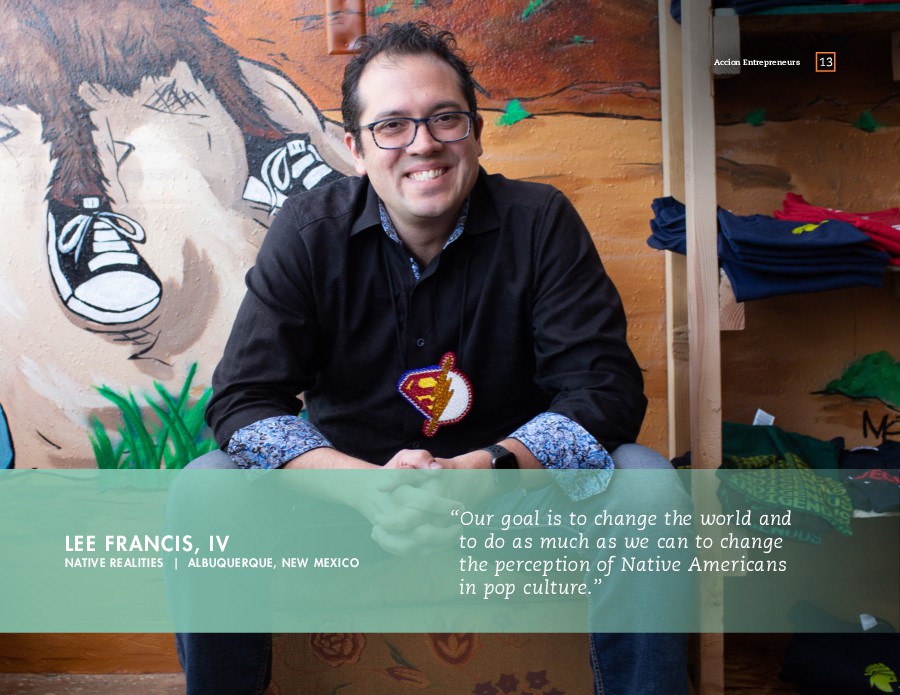 Accion Entrepreneurs 13
LEE FRANCIS, IV
NATIVE REALITIES | ALBUQUERQUE, NEW MEXICO
“Our goal is to change the world and
to do as much as we can to change
the perception of Native Americans
in pop culture.”